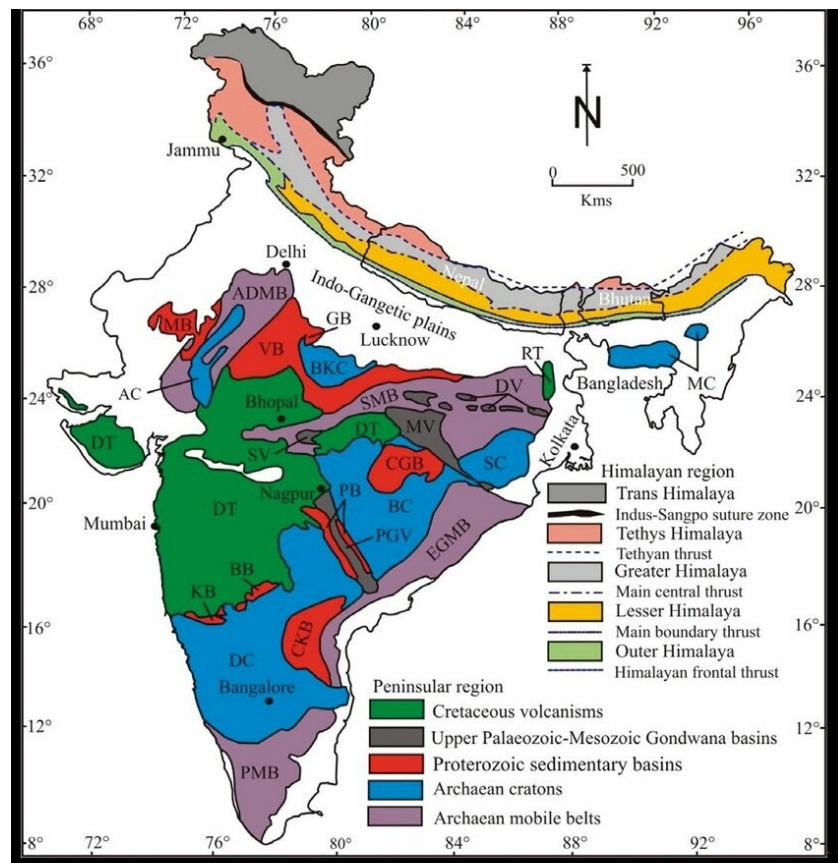 68° 72° 76° 80° 84° 88° 92° 96°
36° 36°
N
Jammu
0 500
Kms
32° 32°
Delhi
Nepal
Bhutan
28° 28°
ADMB
Indo-Gangetic plains
MB
GB
Lucknow
VB
BKC
RT
AC
Bangladesh
MC
24° 24°
SMB
DV
Bhopal
DT
MV
DT
SV
Kolkata
CGB
SC
Nagpur
PB
20° 20°
DT
BC
Mumbai
PGV
EGMB
BB
KB
16° 16°
CKB
DC
Bangalore
12° 12°
PMB
8° 8°
72° 76° 80° 84° 88° 92°
Himalayan region
Trans Himalaya
Indus-Sangpo suture zone
Tethys Himalaya
Tethyan thrust
Greater Himalaya
Main central thrust
Lesser Himalaya
Main boundary thrust
Outer Himalaya
Himalayan frontal thrust
Peninsular region
Cretaceous volcanisms
Upper Palaeozoic-Mesozoic Gondwana basins
Proterozoic sedimentary basins
Archaean cratons
Archaean mobile belts